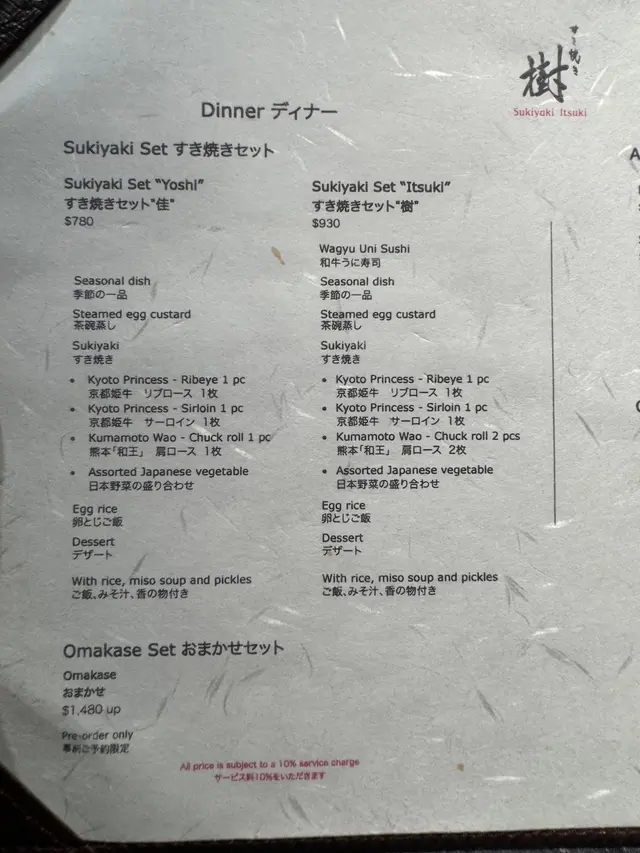 すき焼き
樹
Sukiyaki Itsuki
Dinner ディナー
Sukiyaki Set すき焼きセット
Sukiyaki Set "Yoshi"
すき焼きセット"佳"
$780
Seasonal dish
季節の一品
Steamed egg custard
茶碗蒸し
Sukiyaki
すき焼き
• Kyoto Princess - Ribeye 1 pc
京都姫牛 リブロース 1枚
• Kyoto Princess - Sirloin 1 pc
京都姫牛 サーロイン 1枚
• Kumamoto Wao - Chuck roll 1 pc
熊本「和王」 肩ロース 1枚
• Assorted Japanese vegetable
日本野菜の盛り合わせ
Egg rice
卵とじご飯
Dessert
デザート
With rice, miso soup and pickles
ご飯、みそ汁、香の物付き
Sukiyaki Set "Itsuki"
すき焼きセット"樹"
$930
Wagyu Uni Sushi
和牛うに寿司
Seasonal dish
季節の一品
Steamed egg custard
茶碗蒸し
Sukiyaki
すき焼き
• Kyoto Princess - Ribeye 1 pc
京都姫牛 リブロース 1枚
• Kyoto Princess - Sirloin 1 pc
京都姫牛 サーロイン 1枚
• Kumamoto Wao - Chuck roll 2 pcs
熊本「和王」 肩ロース 2枚
• Assorted Japanese vegetable
日本野菜の盛り合わせ
Egg rice
卵とじご飯
Dessert
デザート
With rice, miso soup and pickles
ご飯、みそ汁、香の物付き
Omakase Set おまかせセット
Omakase
おまかせ
$1,480 up
Pre-order only
事前ご予約限定
All price is subject to a 10% service charge
サービス料10%をいただきます